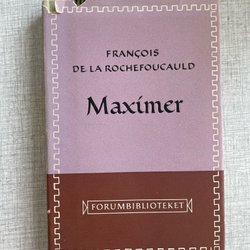 FRANÇOIS
DE LA ROCHEFOUCAULD
Maximer
FORUMBIBLIOTEKET